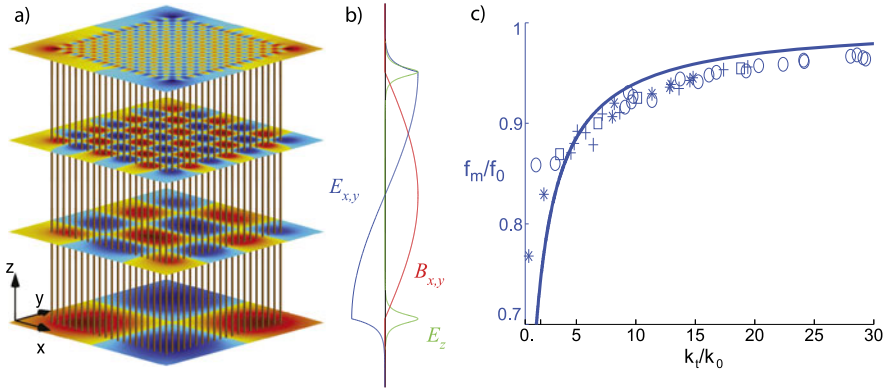 a)
z
y
x
b)
E_{x,y}
B_{x,y}
E_z
c)
1
0.9
f_m/f_0
0.8
0.7
0. 5 10 15 20 25 30
k_t/k_0